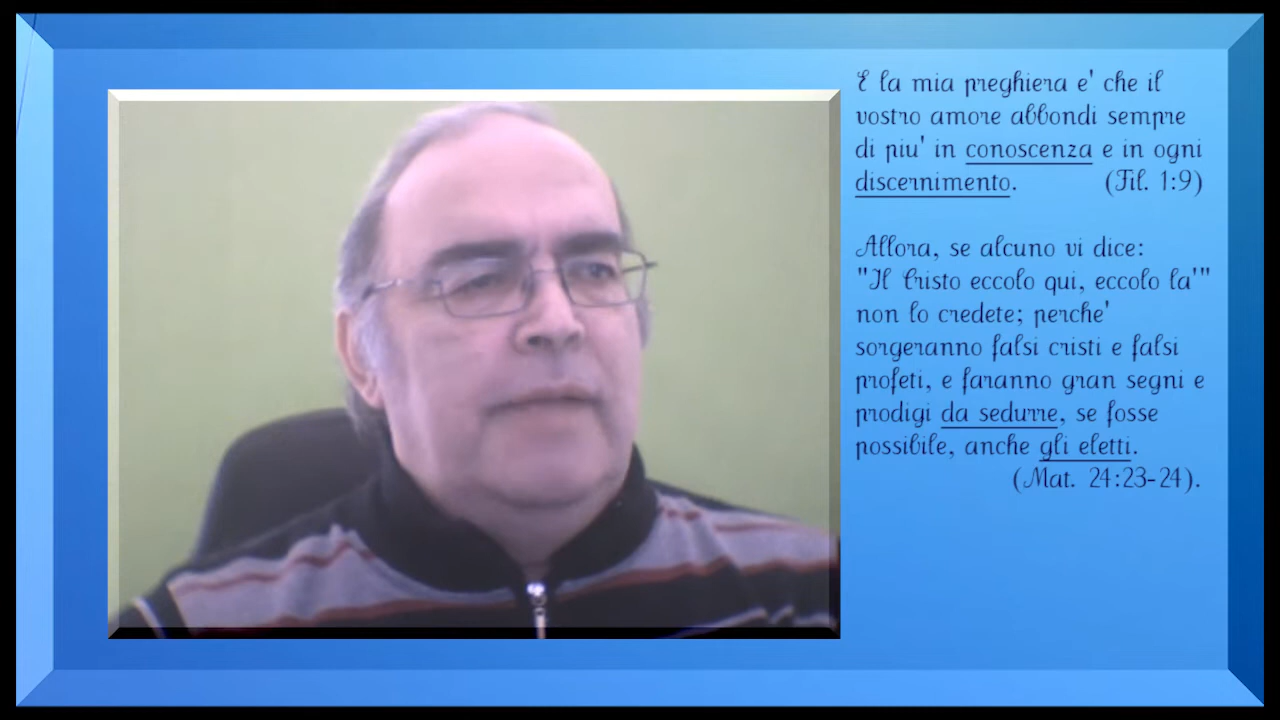 E la mia preghiera e' che il
vostro amore abbondi sempre
di piu' in conoscenza e in ogni
discernimento. (Fil. 1:9)
Allora, se alcuno vi dice:
"Il Cristo eccolo qui, eccolo la'"
non lo credete; perche'
sorgeranno falsi cristi e falsi
profeti, e faranno gran segni e
prodigi da sedurre, se fosse
possibile, anche gli eletti.
(Mat. 24:23-24).